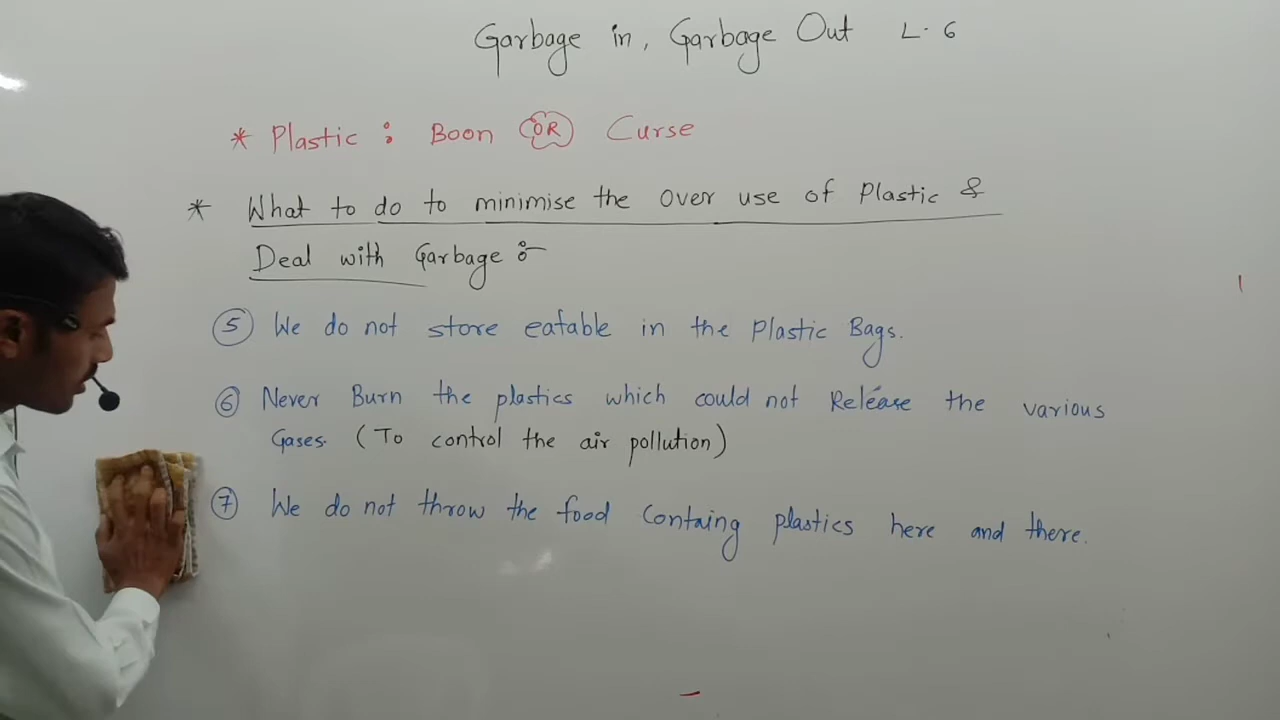 Garbage in, Garbage Out L. 6
* Plastic : Boon OR Curse
* What to do to minimise the over use of Plastic &
Deal with Garbage :-
5 We do not store eatable in the Plastic Bags.
6 Never Burn the plastics which could not Release the various
Gases. (To control the air pollution)
7 We do not throw the food Containg plastics here and there.